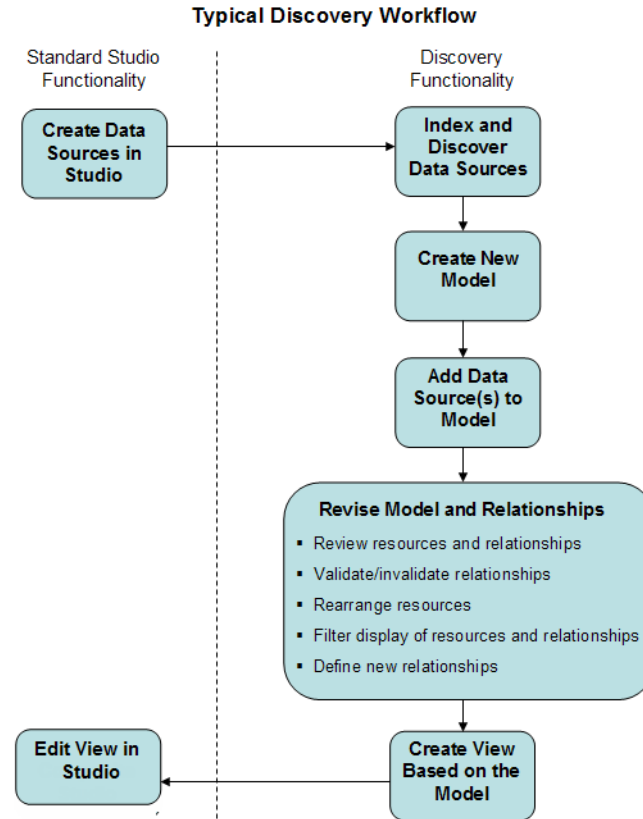 Typical Discovery Workflow
Standard Studio
Functionality
Discovery
Functionality
Create Data
Sources in
Studio
Index and
Discover
Data Sources
Create New
Model
Add Data
Source(s) to
Model
Revise Model and Relationships
▪ Review resources and relationships
▪ Validate/invalidate relationships
▪ Rearrange resources
▪ Filter display of resources and relationships
▪ Define new relationships
Edit View in
Studio
Create View
Based on the
Model